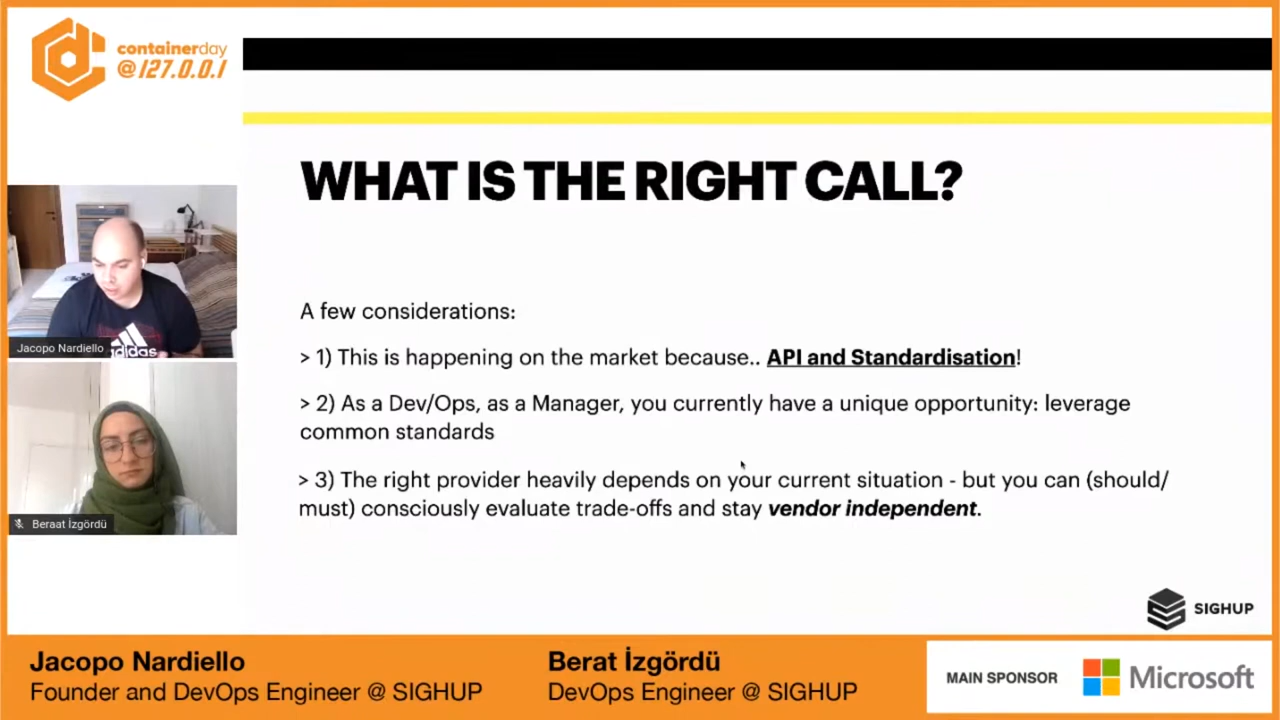 containerday
@127.0.0.1
WHAT IS THE RIGHT CALL?
A few considerations:
> 1) This is happening on the market because.. API and Standardisation!
> 2) As a Dev/Ops, as a Manager, you currently have a unique opportunity: leverage
common standards
> 3) The right provider heavily depends on your current situation - but you can (should/
must) consciously evaluate trade-offs and stay vendor independent.
Jacopo Nardiello
adidas
Beraat İzgördü
SIGHUP
Jacopo Nardiello
Founder and DevOps Engineer @ SIGHUP
Berat İzgördü
DevOps Engineer @ SIGHUP
MAIN SPONSOR
Microsoft